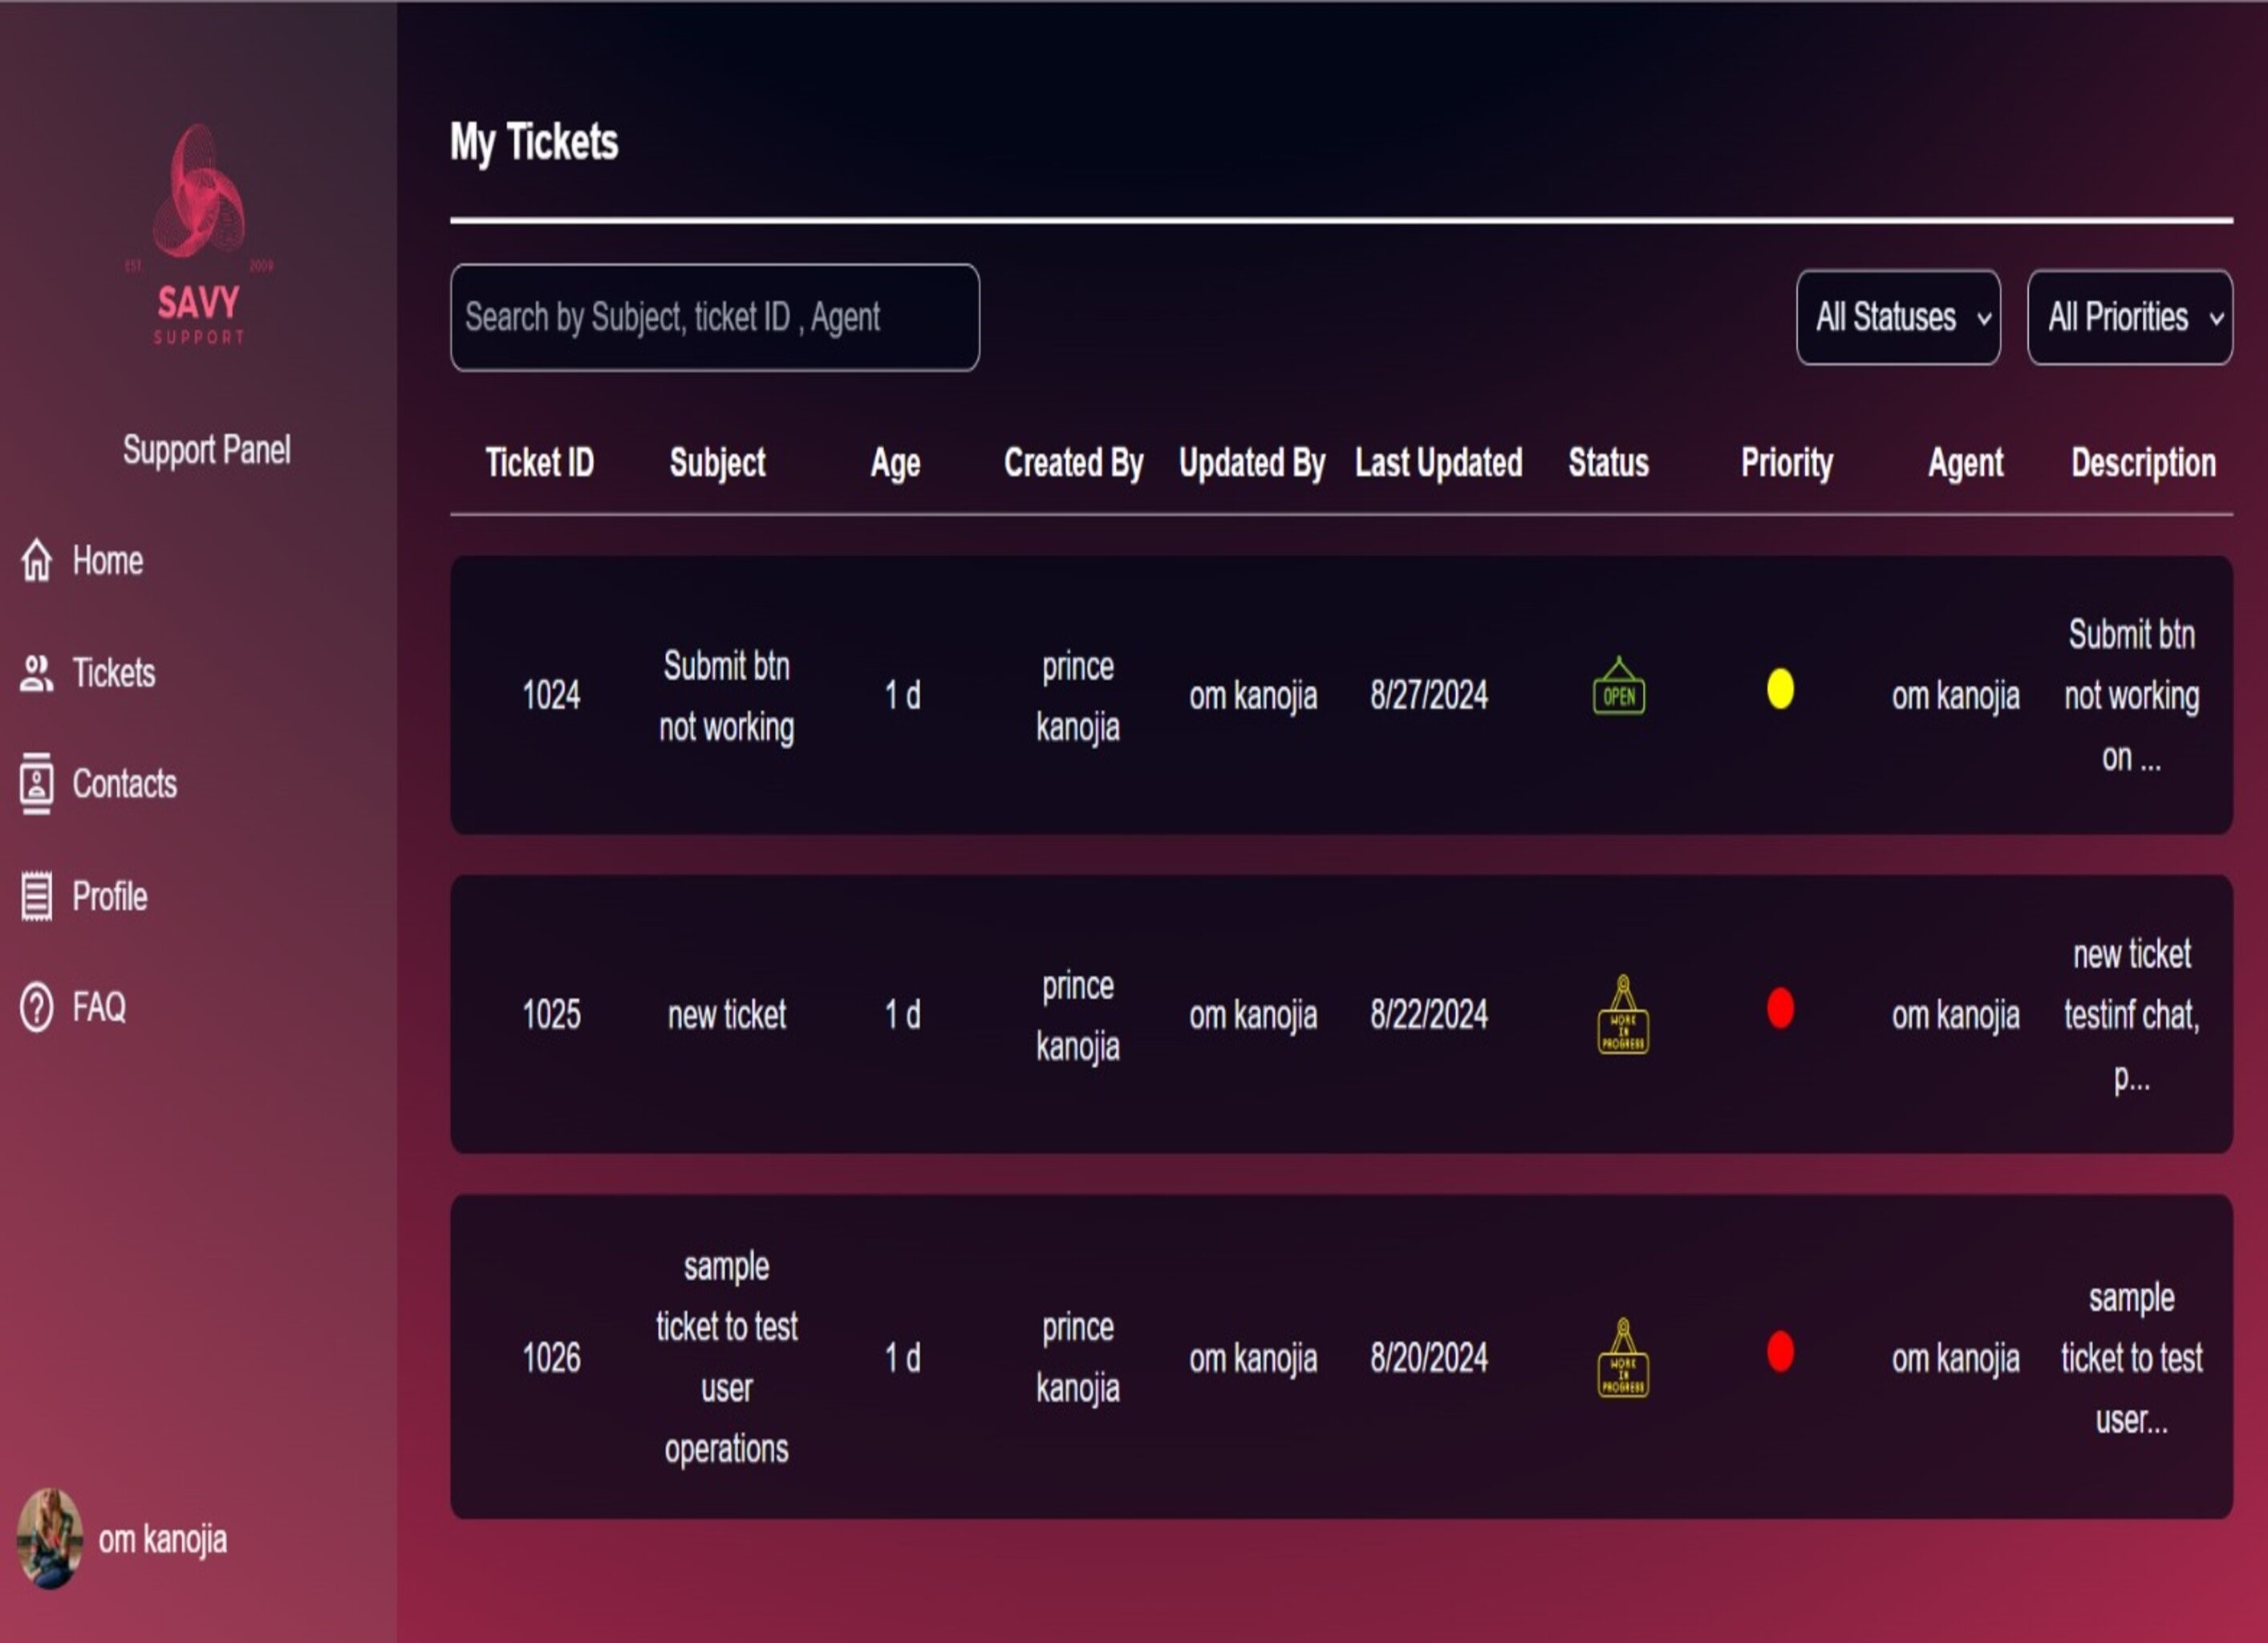 EST.
2009
SAVY
SUPPORT
Support Panel
Home
Tickets
Contacts
Profile
FAQ
om kanojia
My Tickets
Search by Subject, ticket ID , Agent
All Statuses
All Priorities
Ticket ID Subject Age Created By Updated By Last Updated Status Priority Agent Description
1024
Submit btn
not working
1 d
prince
kanojia
om kanojia
8/27/2024
OPEN
om kanojia
Submit btn
not working
on ...
1025
new ticket
1 d
prince
kanojia
om kanojia
8/22/2024
WORK
IN
PROGRESS
om kanojia
new ticket
testinf chat,
p...
1026
sample
ticket to test
user
operations
1 d
prince
kanojia
om kanojia
8/20/2024
WORK
IN
PROGRESS
om kanojia
sample
ticket to test
user...